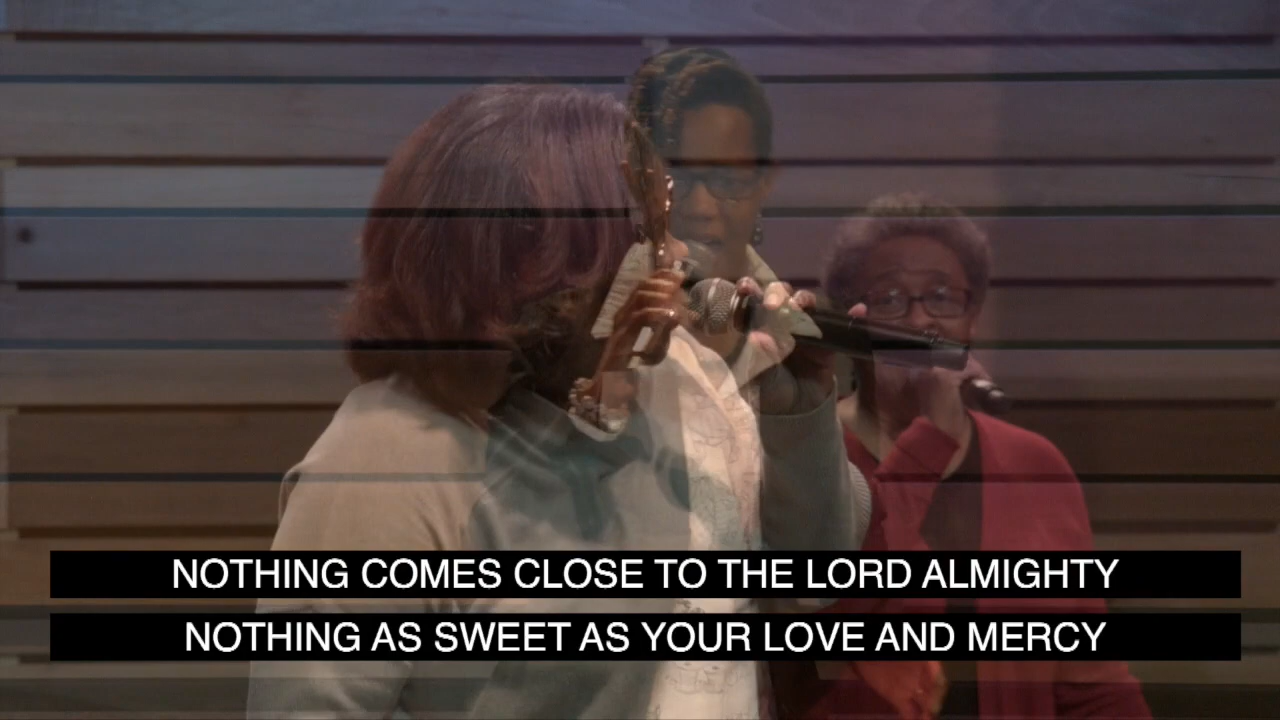 NOTHING COMES CLOSE TO THE LORD ALMIGHTY
NOTHING AS SWEET AS YOUR LOVE AND MERCY